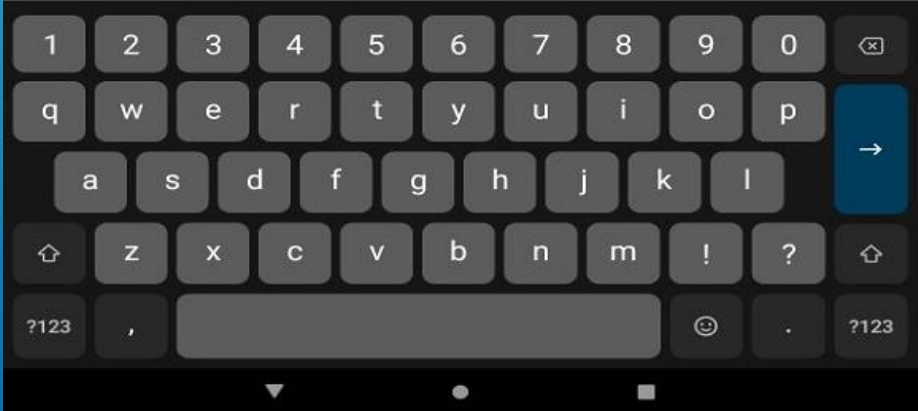 1 2 3 4 5 6 7 8 9 0
q w e r t y u i o p →
a s d f g h j k l
z x c v b n m ! ?
?123 , . ?123